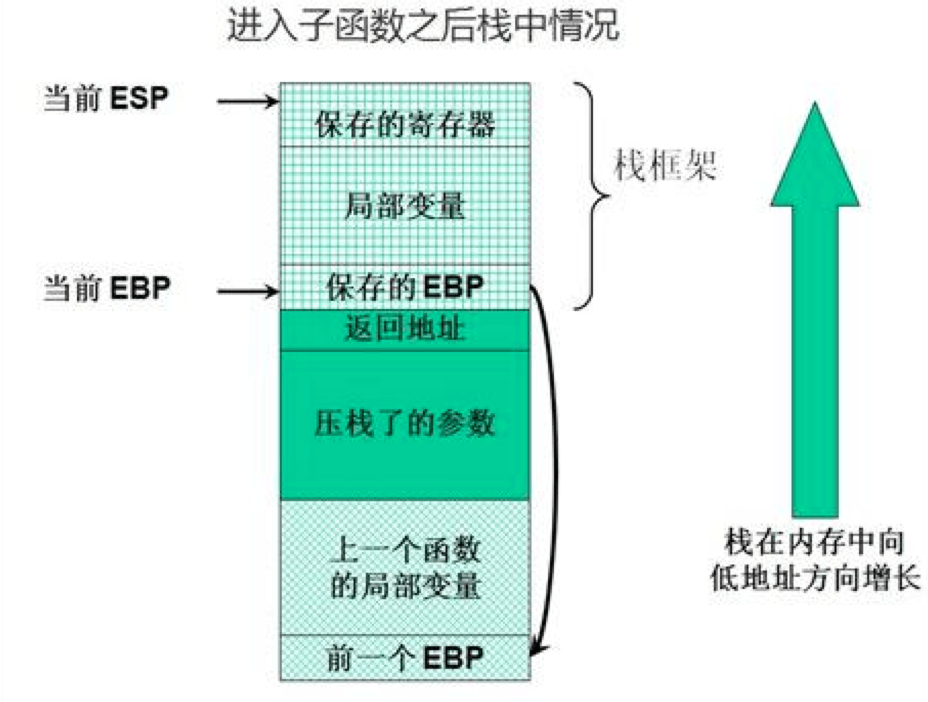 进入子函数之后栈中情况
当前 ESP
保存的寄存器
栈框架
局部变量
当前 EBP
保存的 EBP
返回地址
压栈了的参数
上一个函数
的局部变量
栈在内存中向
低地址方向增长
前一个 EBP